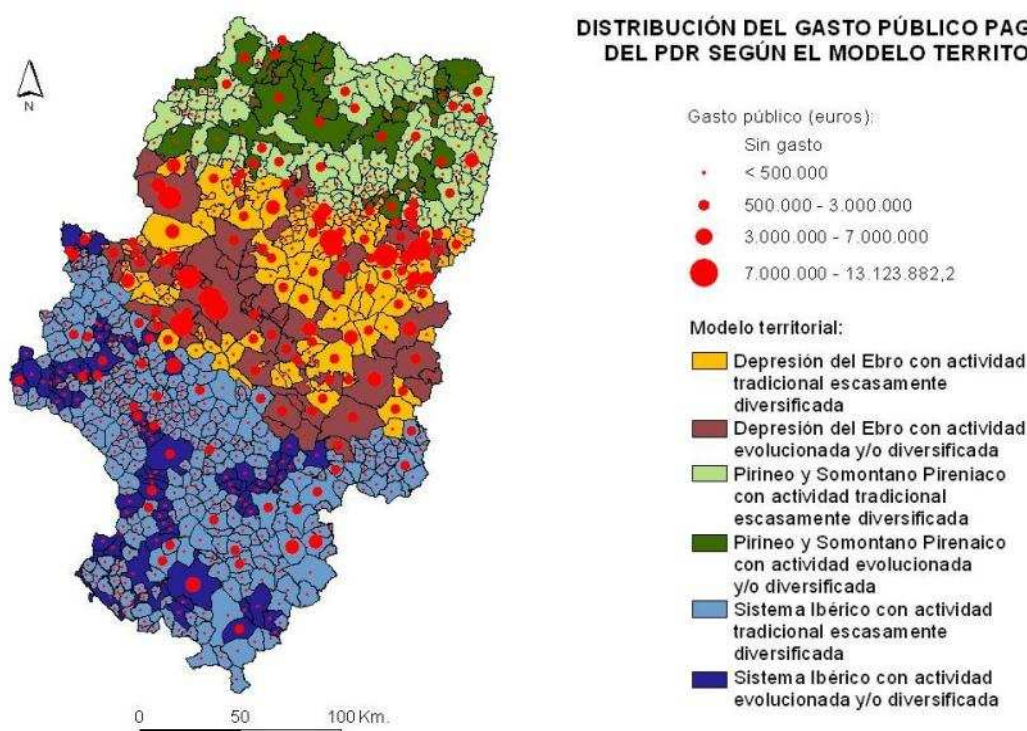 DISTRIBUCIÓN DEL GASTO PÚBLICO PAG
DEL PDR SEGÚN EL MODELO TERRITO
N
Gasto público (euros):
Sin gasto
< 500.000
500.000 - 3.000.000
3.000.000 - 7.000.000
7.000.000 - 13.123.882,2
Modelo territorial:
Depresión del Ebro con actividad
tradicional escasamente
diversificada
Depresión del Ebro con actividad
evolucionada y/o diversificada
Pirineo y Somontano Pireniaco
con actividad tradicional
escasamente diversificada
Pirineo y Somontano Pirenaico
con actividad evolucionada
y/o diversificada
Sistema Ibérico con actividad
tradicional escasamente
diversificada
Sistema Ibérico con actividad
evolucionada y/o diversificada
0 50 100 Km.